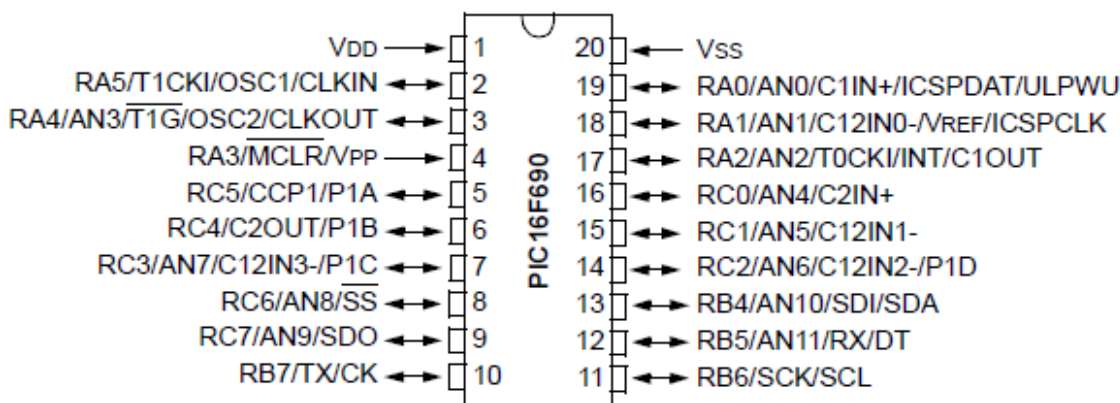 VDD 1 20 VSS
RA5/T1CKI/OSC1/CLKIN 2 19 RA0/AN0/C1IN+/ICSPDAT/ULPWU
RA4/AN3/T1G/OSC2/CLKOUT 3 18 RA1/AN1/C12IN0-/VREF/ICSPCLK
RA3/MCLR/VPP 4 17 RA2/AN2/T0CKI/INT/C1OUT
RC5/CCP1/P1A 5 16 RC0/AN4/C2IN+
RC4/C2OUT/P1B 6 15 RC1/AN5/C12IN1-
RC3/AN7/C12IN3-/P1C 7 14 RC2/AN6/C12IN2-/P1D
RC6/AN8/SS 8 13 RB4/AN10/SDI/SDA
RC7/AN9/SDO 9 12 RB5/AN11/RX/DT
RB7/TX/CK 10 11 RB6/SCK/SCL
PIC16F690